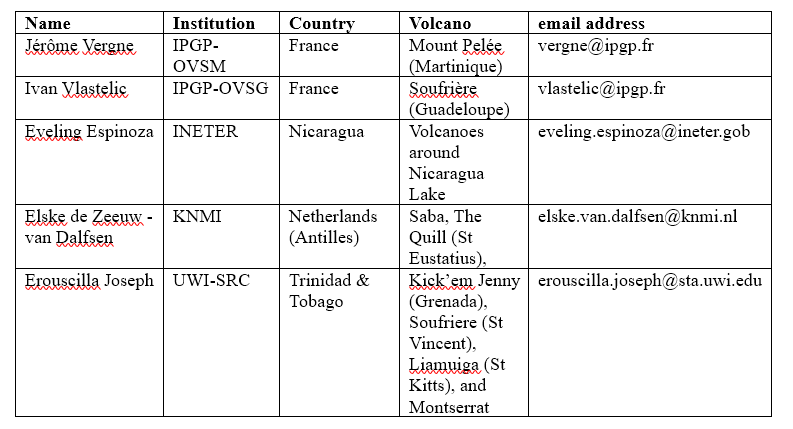 Name Institution Country Volcano email address
Jérôme Vergne IPGP- France Mount Pelée vergne@ipgp.fr
OVSM (Martinique)
Ivan Vlastelic IPGP-OVSG France Soufrière vlastelic@ipgp.fr
(Guadeloupe)
Eveling Espinoza INETER Nicaragua Volcanoes eveling.espinoza@ineter.gob
around
Nicaragua
Lake
Elske de Zeeuw - KNMI Netherlands Saba, The elske.van.dalfsen@knmi.nl
van Dalfsen (Antilles) Quill (St
Eustatius),
Erouscilla Joseph UWI-SRC Trinidad & Kick’em Jenny erouscilla.joseph@sta.uwi.edu
Tobago (Grenada),
Soufriere (St
Vincent),
Liamuiga (St
Kitts), and
Montserrat